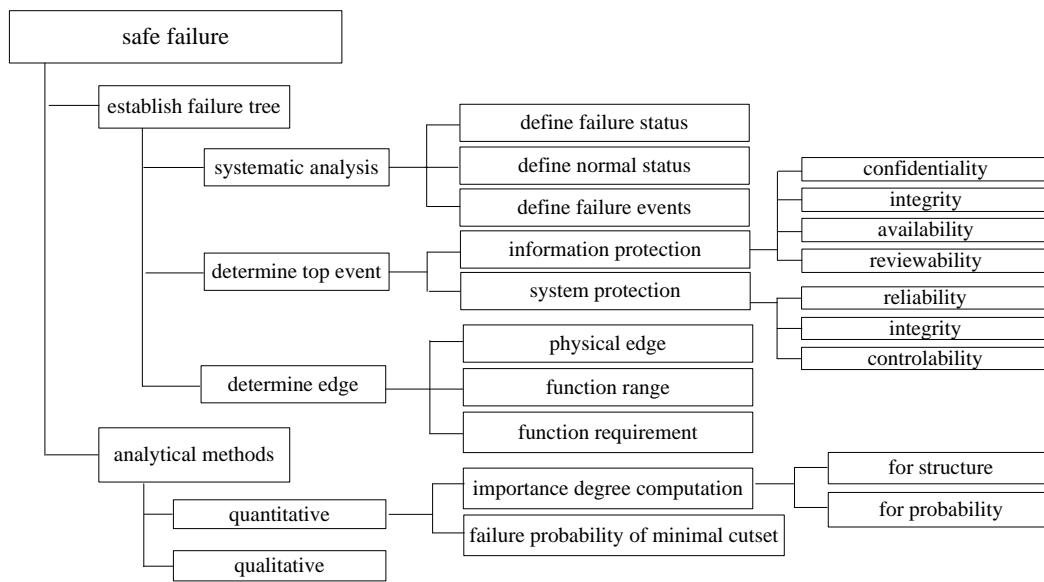 safe failure
establish failure tree
systematic analysis
define failure status
define normal status
define failure events
determine top event
information protection
confidentiality
integrity
availability
reviewability
system protection
reliability
integrity
controlability
determine edge
physical edge
function range
function requirement
analytical methods
quantitative
importance degree computation
for structure
for probability
failure probability of minimal cutset
qualitative